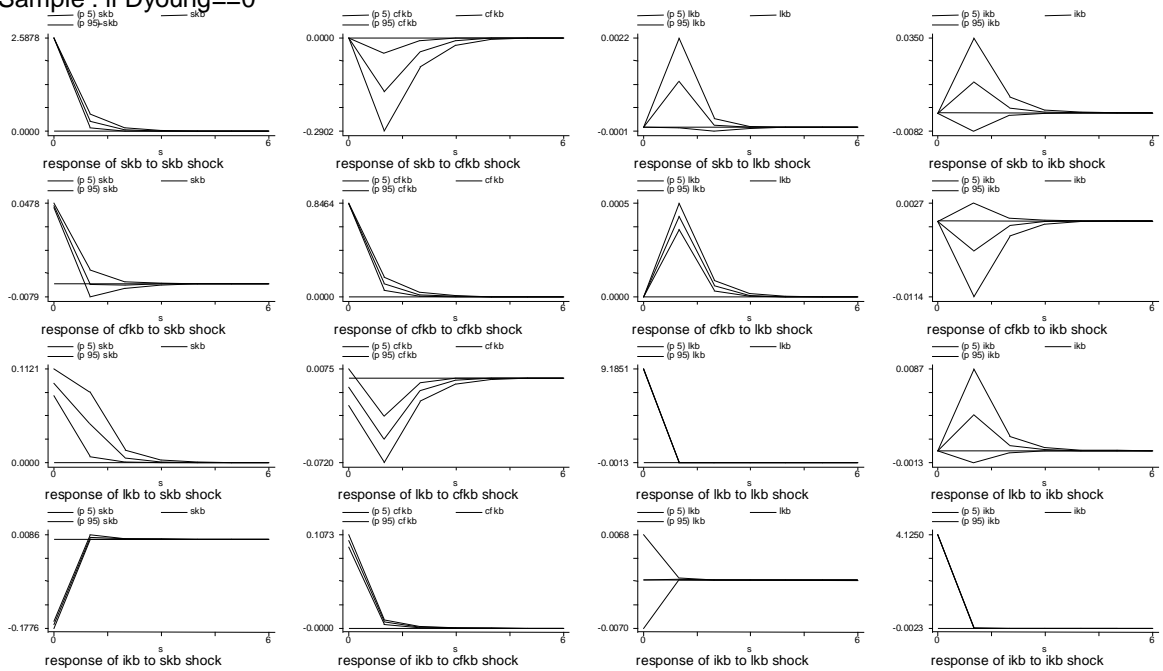 Sample : if Dyoung==0
(p 5) skb skb
(p 95) skb
2.5878
0.0000
0 6
s
response of skb to skb shock
(p 5) cfkb cfkb
(p 95) cfkb
0.0000
-0.2902
0 6
s
response of skb to cfkb shock
(p 5) lkb lkb
(p 95) lkb
0.0022
-0.0001
0 6
s
response of skb to lkb shock
(p 5) ikb ikb
(p 95) ikb
0.0350
-0.0082
0 6
s
response of skb to ikb shock
(p 5) skb skb
(p 95) skb
0.0478
-0.0079
0 6
s
response of cfkb to skb shock
(p 5) cfkb cfkb
(p 95) cfkb
0.8464
0.0000
0 6
s
response of cfkb to cfkb shock
(p 5) lkb lkb
(p 95) lkb
0.0005
0.0000
0 6
s
response of cfkb to lkb shock
(p 5) ikb ikb
(p 95) ikb
0.0027
-0.0114
0 6
s
response of cfkb to ikb shock
(p 5) skb skb
(p 95) skb
0.1121
0.0000
0 6
s
response of lkb to skb shock
(p 5) cfkb cfkb
(p 95) cfkb
0.0075
-0.0720
0 6
s
response of lkb to cfkb shock
(p 5) lkb lkb
(p 95) lkb
9.1851
-0.0013
0 6
s
response of lkb to lkb shock
(p 5) ikb ikb
(p 95) ikb
0.0087
-0.0013
0 6
s
response of lkb to ikb shock
(p 5) skb skb
(p 95) skb
0.0086
-0.1776
0 6
s
response of ikb to skb shock
(p 5) cfkb cfkb
(p 95) cfkb
0.1073
-0.0000
0 6
s
response of ikb to cfkb shock
(p 5) lkb lkb
(p 95) lkb
0.0068
-0.0070
0 6
s
response of ikb to lkb shock
(p 5) ikb ikb
(p 95) ikb
4.1250
-0.0023
0 6
s
response of ikb to ikb shock